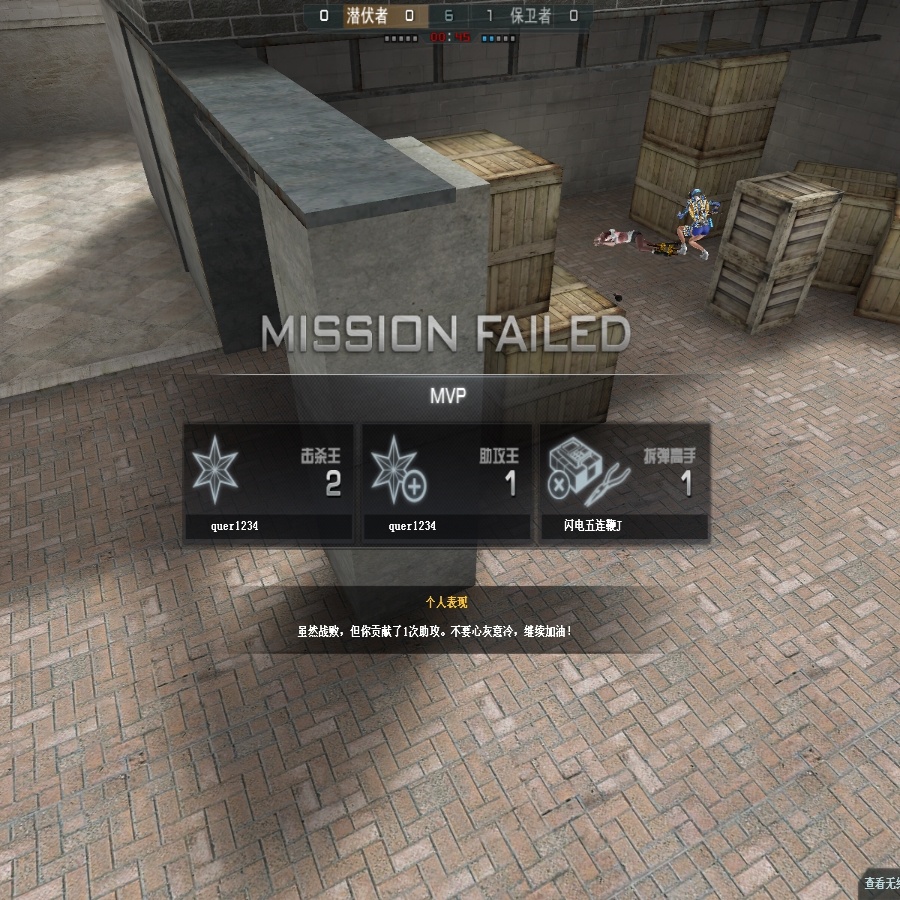 0 潜伏者 0 6 1 保卫者 0
00:45
MISSION FAILED
MVP
击杀王
2
quer1234
助攻王
1
quer1234
拆弹高手
1
闪电五连鞭J
个人表现
虽然战败，但你贡献了1次助攻。不要心灰意冷，继续加油！
查看无